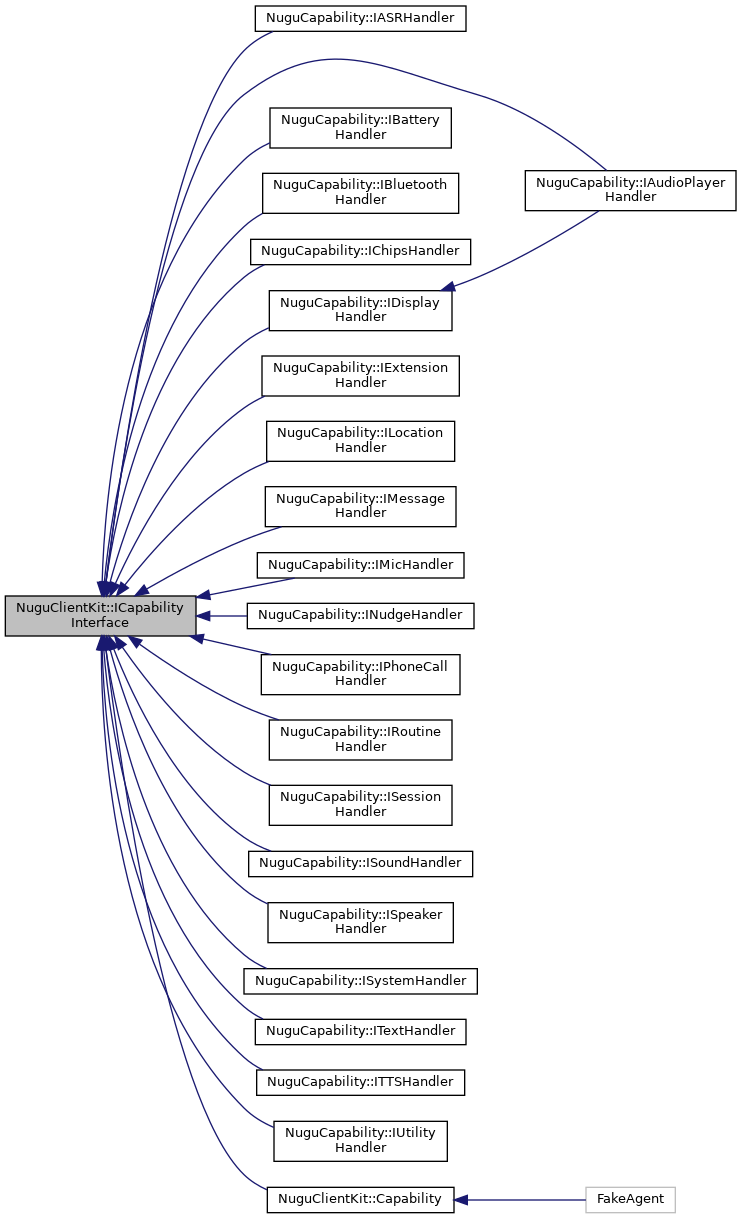 NuguCapability::IASRHandler
NuguCapability::IBattery
Handler
NuguCapability::IBluetooth
Handler
NuguCapability::IAudioPlayer
Handler
NuguCapability::IChipsHandler
NuguCapability::IDisplay
Handler
NuguCapability::IExtension
Handler
NuguCapability::ILocation
Handler
NuguCapability::IMessage
Handler
NuguCapability::IMicHandler
NuguClientKit::ICapability
Interface
NuguCapability::INudgeHandler
NuguCapability::IPhoneCall
Handler
NuguCapability::IRoutine
Handler
NuguCapability::ISession
Handler
NuguCapability::ISoundHandler
NuguCapability::ISpeaker
Handler
NuguCapability::ISystemHandler
NuguCapability::ITextHandler
NuguCapability::ITTSHandler
NuguCapability::IUtility
Handler
NuguClientKit::Capability
FakeAgent